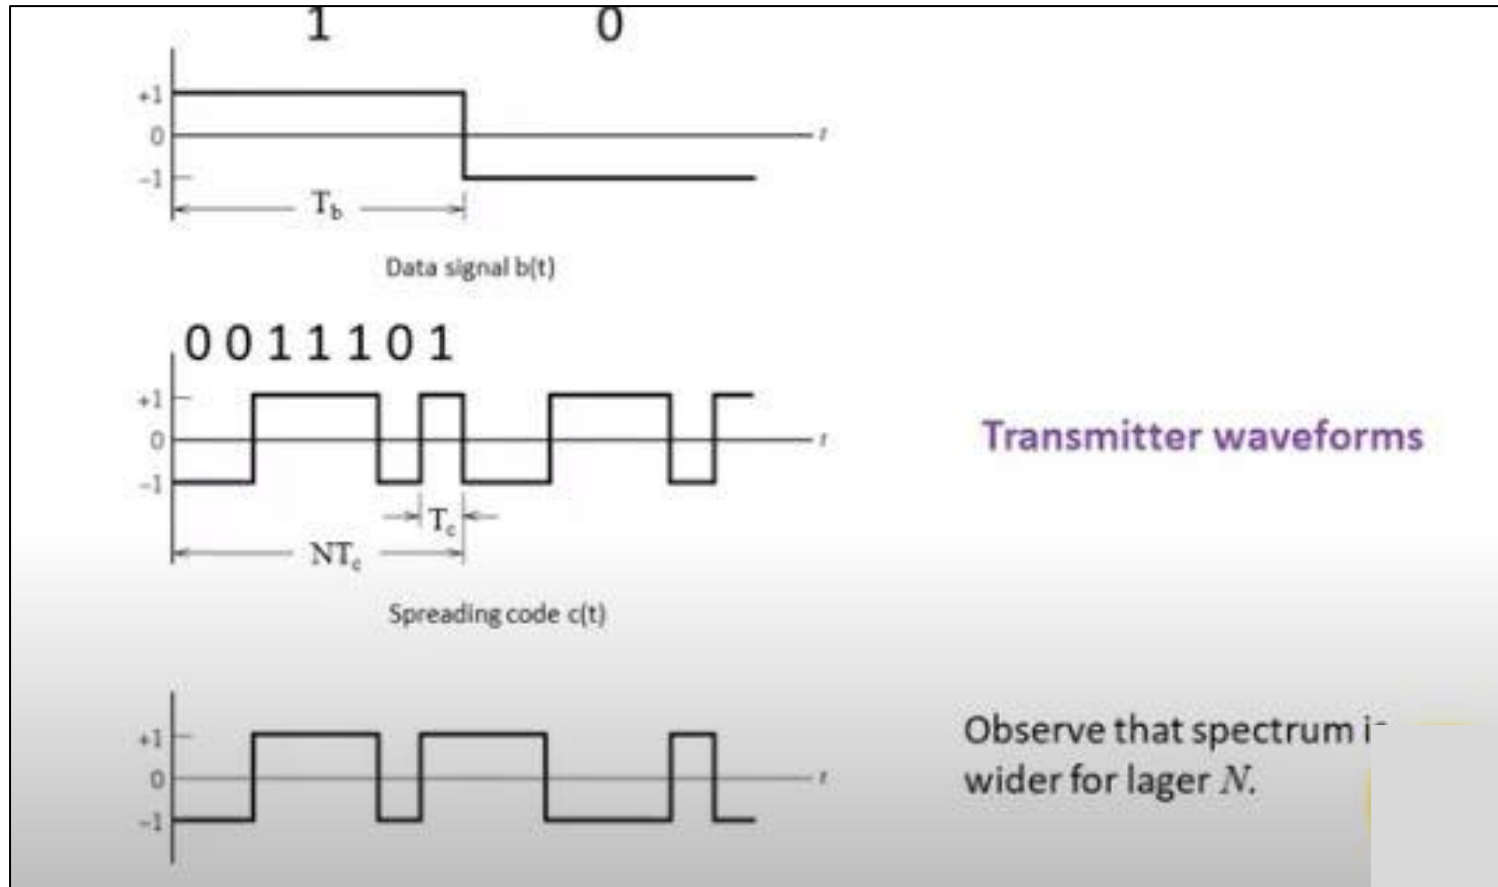 1 0
+1
0
t
-1
T_b
Data signal b(t)
0 0 1 1 1 0 1
+1
0
t
-1
T_c
NT_c
Spreading code c(t)
Transmitter waveforms
+1
0
t
-1
Observe that spectrum
wider for lager N.